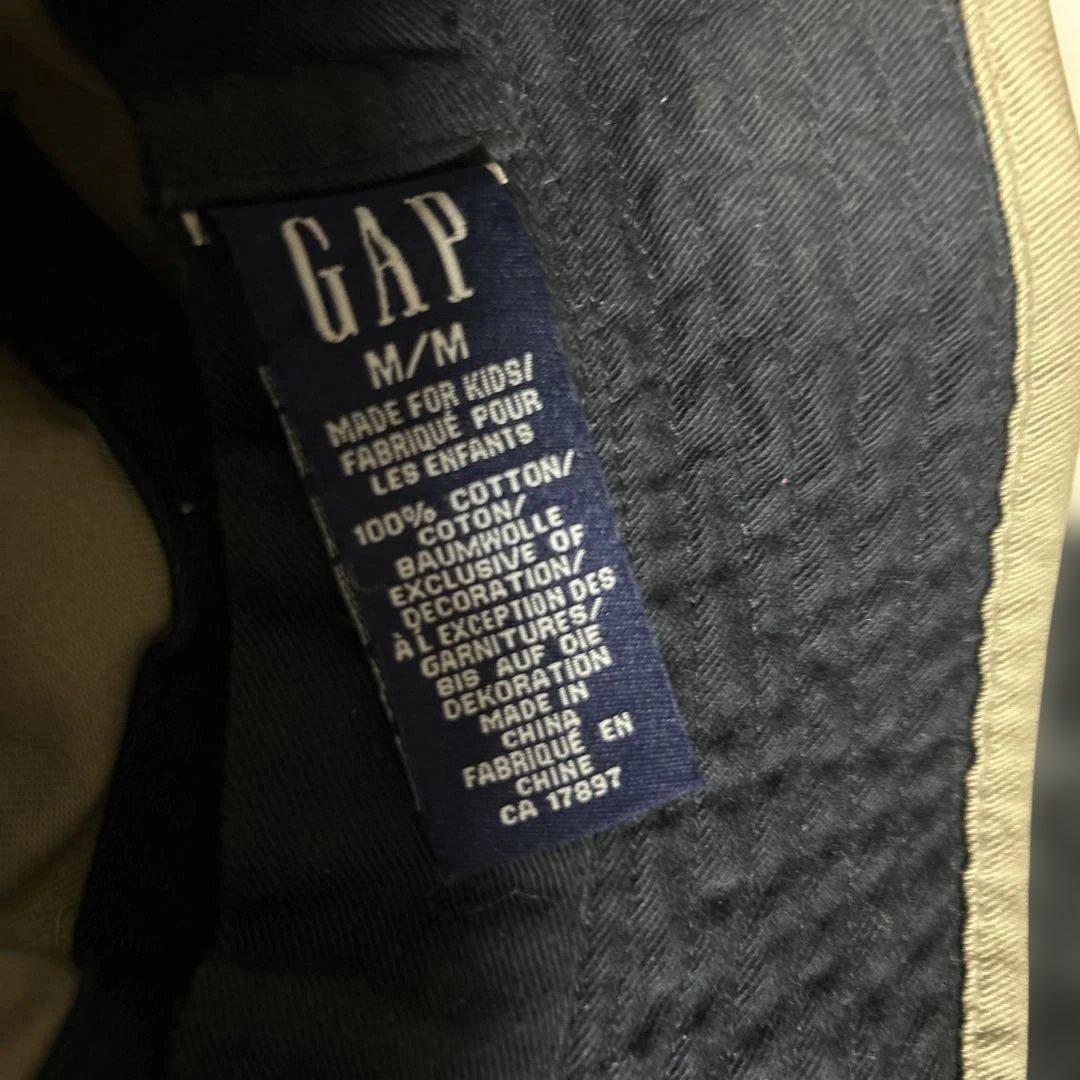 GAP
M/M
MADE FOR KIDS/
FABRIQUÉ POUR
LES ENFANTS
100% COTTON/
COTON/
BAUMWOLLE
EXCLUSIVE OF
DECORATION/
À L'EXCEPTION DES
GARNITURES/
BIS AUF DIE
DEKORATION
MADE IN
CHINA
FABRIQUÉ EN
CHINE
CA 17897